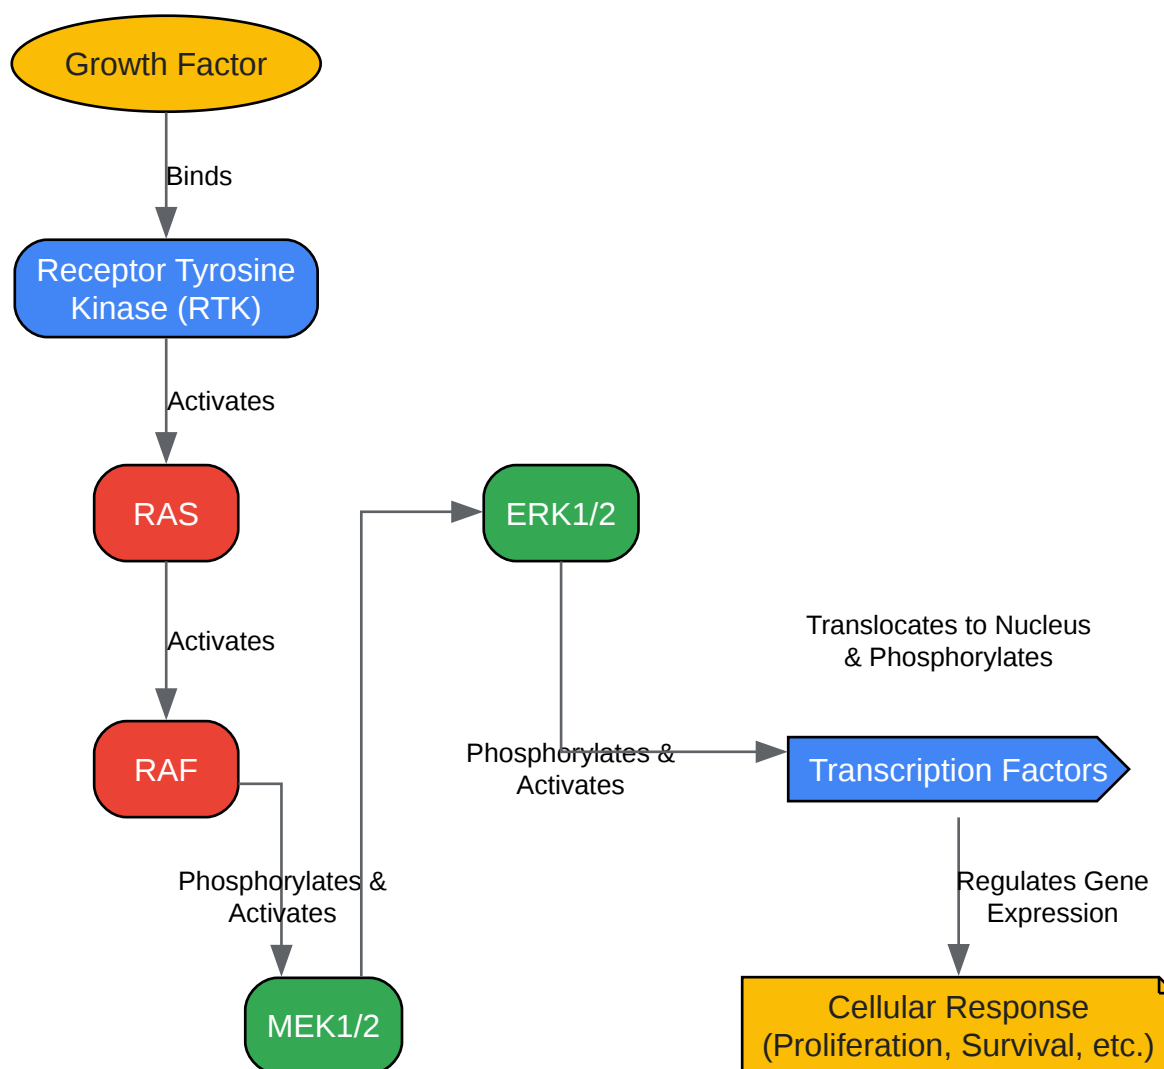 Growth Factor
Binds
Receptor Tyrosine
Kinase (RTK)
Activates
RAS
ERK1/2
Activates
Translocates to Nucleus
& Phosphorylates
RAF
Phosphorylates &
Activates
Transcription Factors
Phosphorylates &
Activates
Regulates Gene
Expression
MEK1/2
Cellular Response
(Proliferation, Survival, etc.)